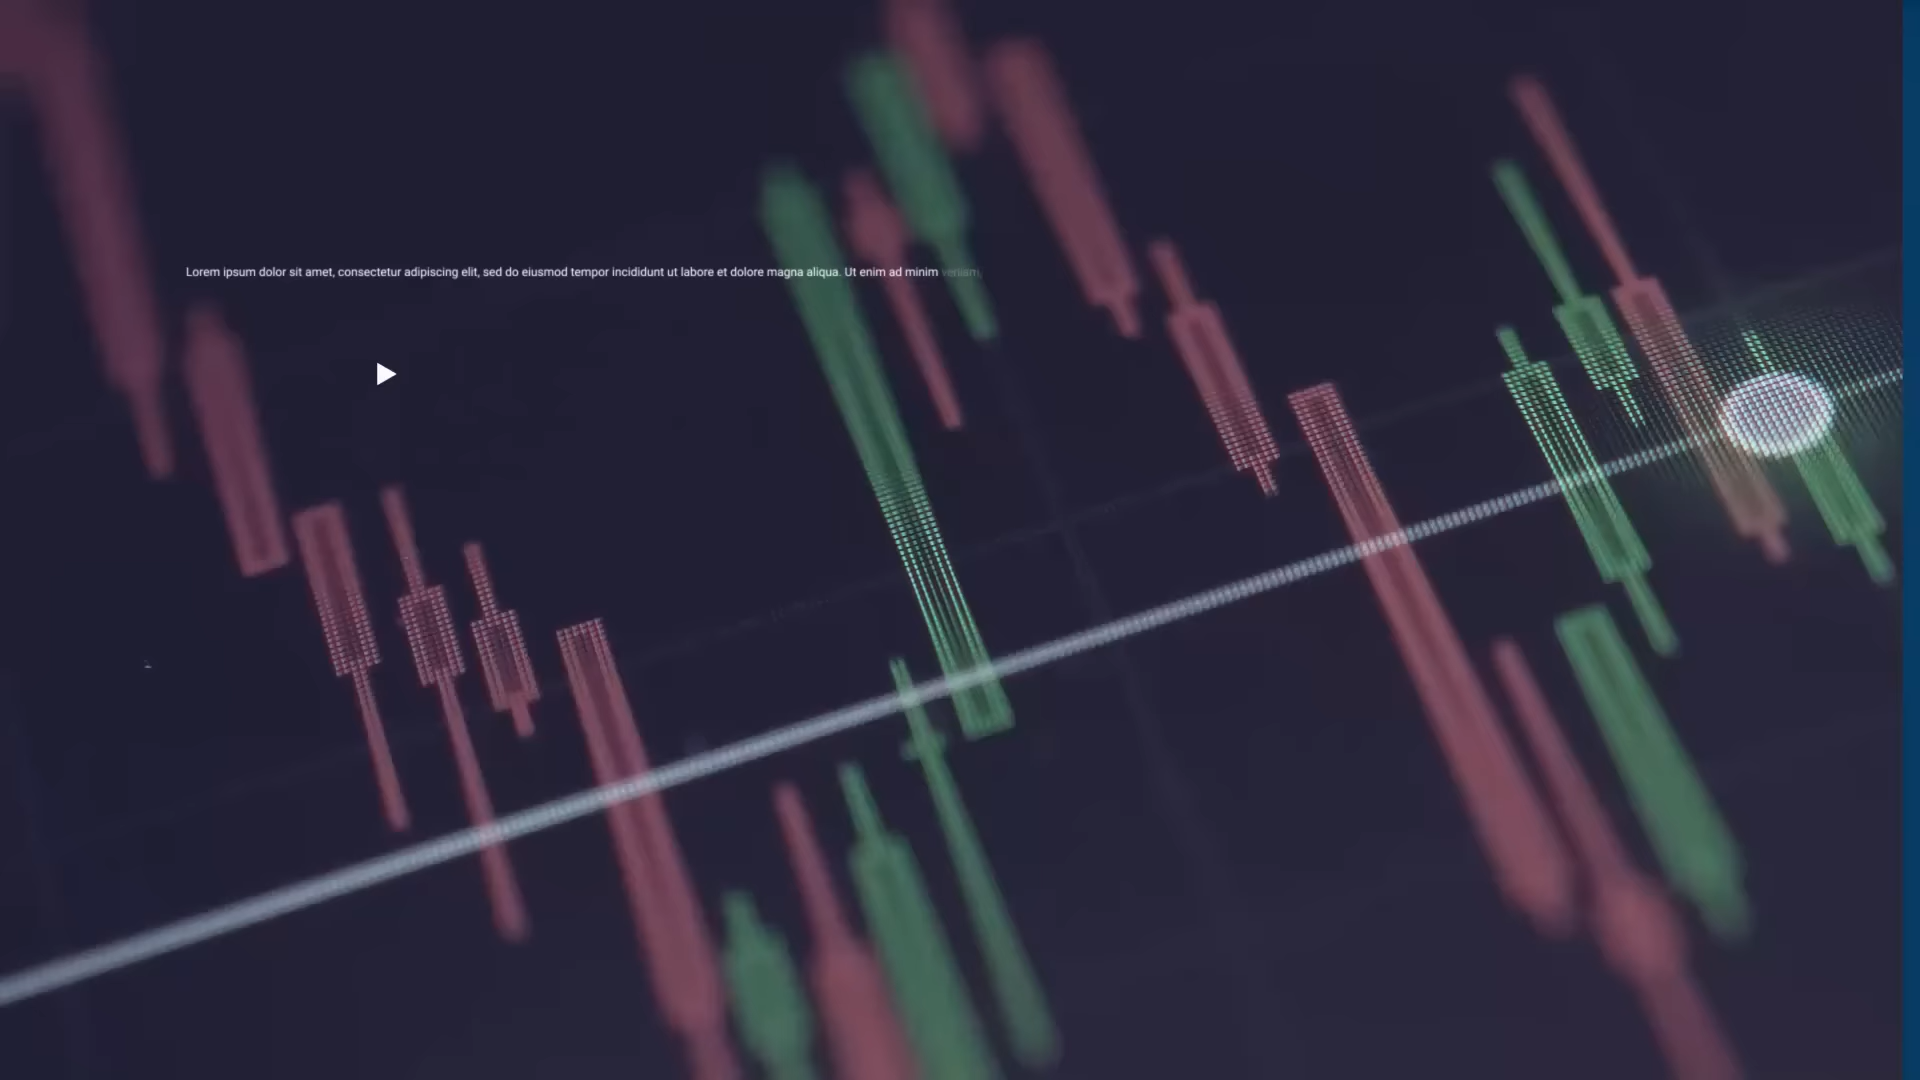 Lorem ipsum dolor sit amet, consectetur adipiscing elit, sed do eiusmod tempor incididunt ut labore et dolore magna aliqua. Ut enim ad minim veniam,